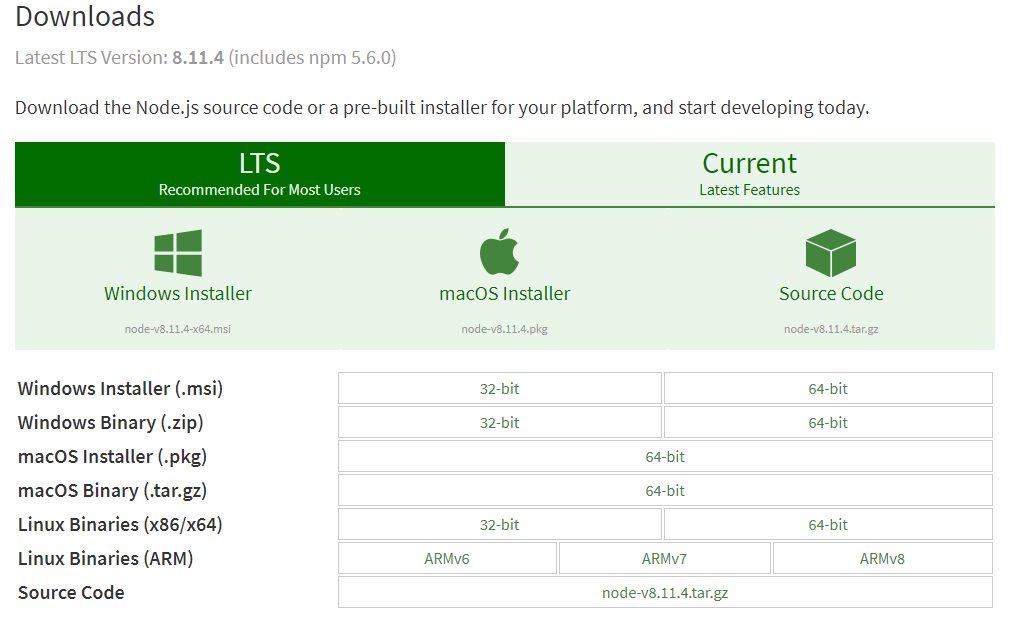 Downloads
Latest LTS Version: 8.11.4 (includes npm 5.6.0)
Download the Node.js source code or a pre-built installer for your platform, and start developing today.
LTS
Recommended For Most Users
Current
Latest Features
Windows Installer
node-v8.11.4-x64.msi
macOS Installer
node-v8.11.4.pkg
Source Code
node-v8.11.4.tar.gz
Windows Installer (.msi) 32-bit 64-bit
Windows Binary (.zip) 32-bit 64-bit
macOS Installer (.pkg) 64-bit
macOS Binary (.tar.gz) 64-bit
Linux Binaries (x86/x64) 32-bit 64-bit
Linux Binaries (ARM) ARMv6 ARMv7 ARMv8
Source Code node-v8.11.4.tar.gz